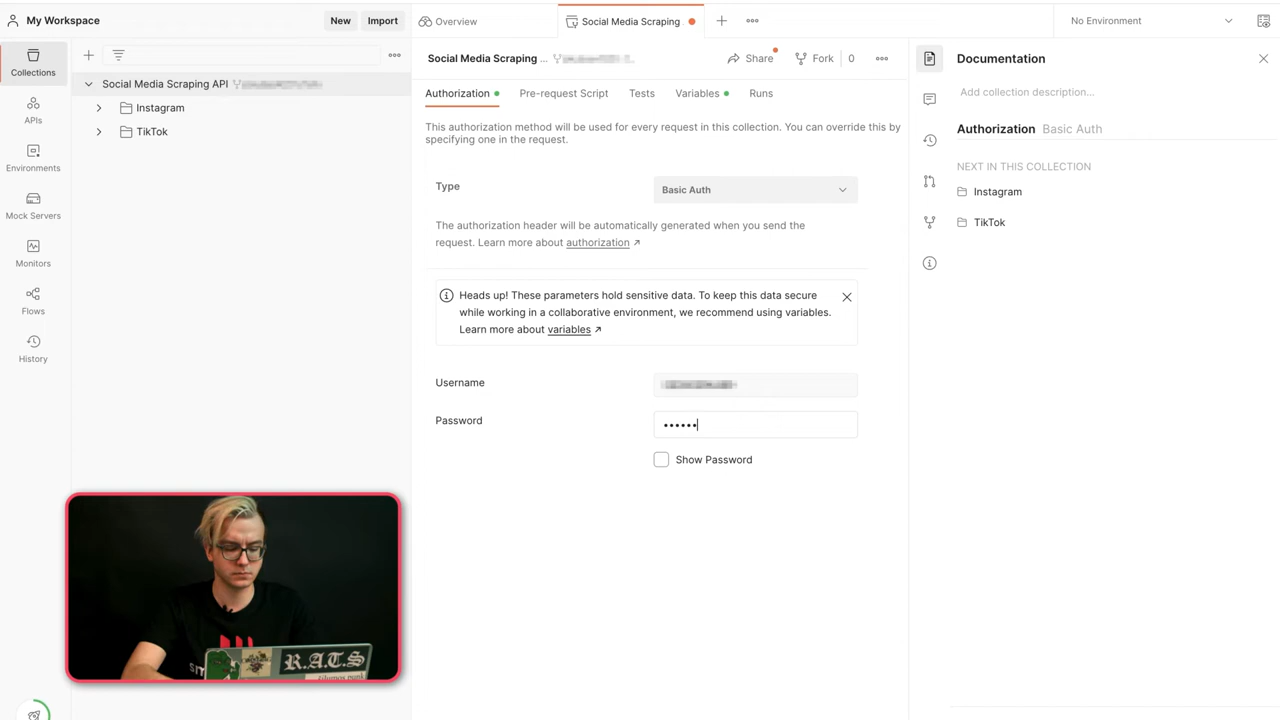 My Workspace
New
Import
Overview
Social Media Scraping
No Environment
Collections
APIs
Environments
Mock Servers
Monitors
Flows
History
Social Media Scraping API
Instagram
TikTok
Social Media Scraping ...
Share
Fork
0
Authorization
Pre-request Script
Tests
Variables
Runs
This authorization method will be used for every request in this collection. You can override this by
specifying one in the request.
Type
Basic Auth
The authorization header will be automatically generated when you send the
request. Learn more about authorization ↗
Heads up! These parameters hold sensitive data. To keep this data secure
while working in a collaborative environment, we recommend using variables.
Learn more about variables ↗
Username
Password
••••••
Show Password
Documentation
Add collection description...
Authorization Basic Auth
NEXT IN THIS COLLECTION
Instagram
TikTok
R.A.T.S